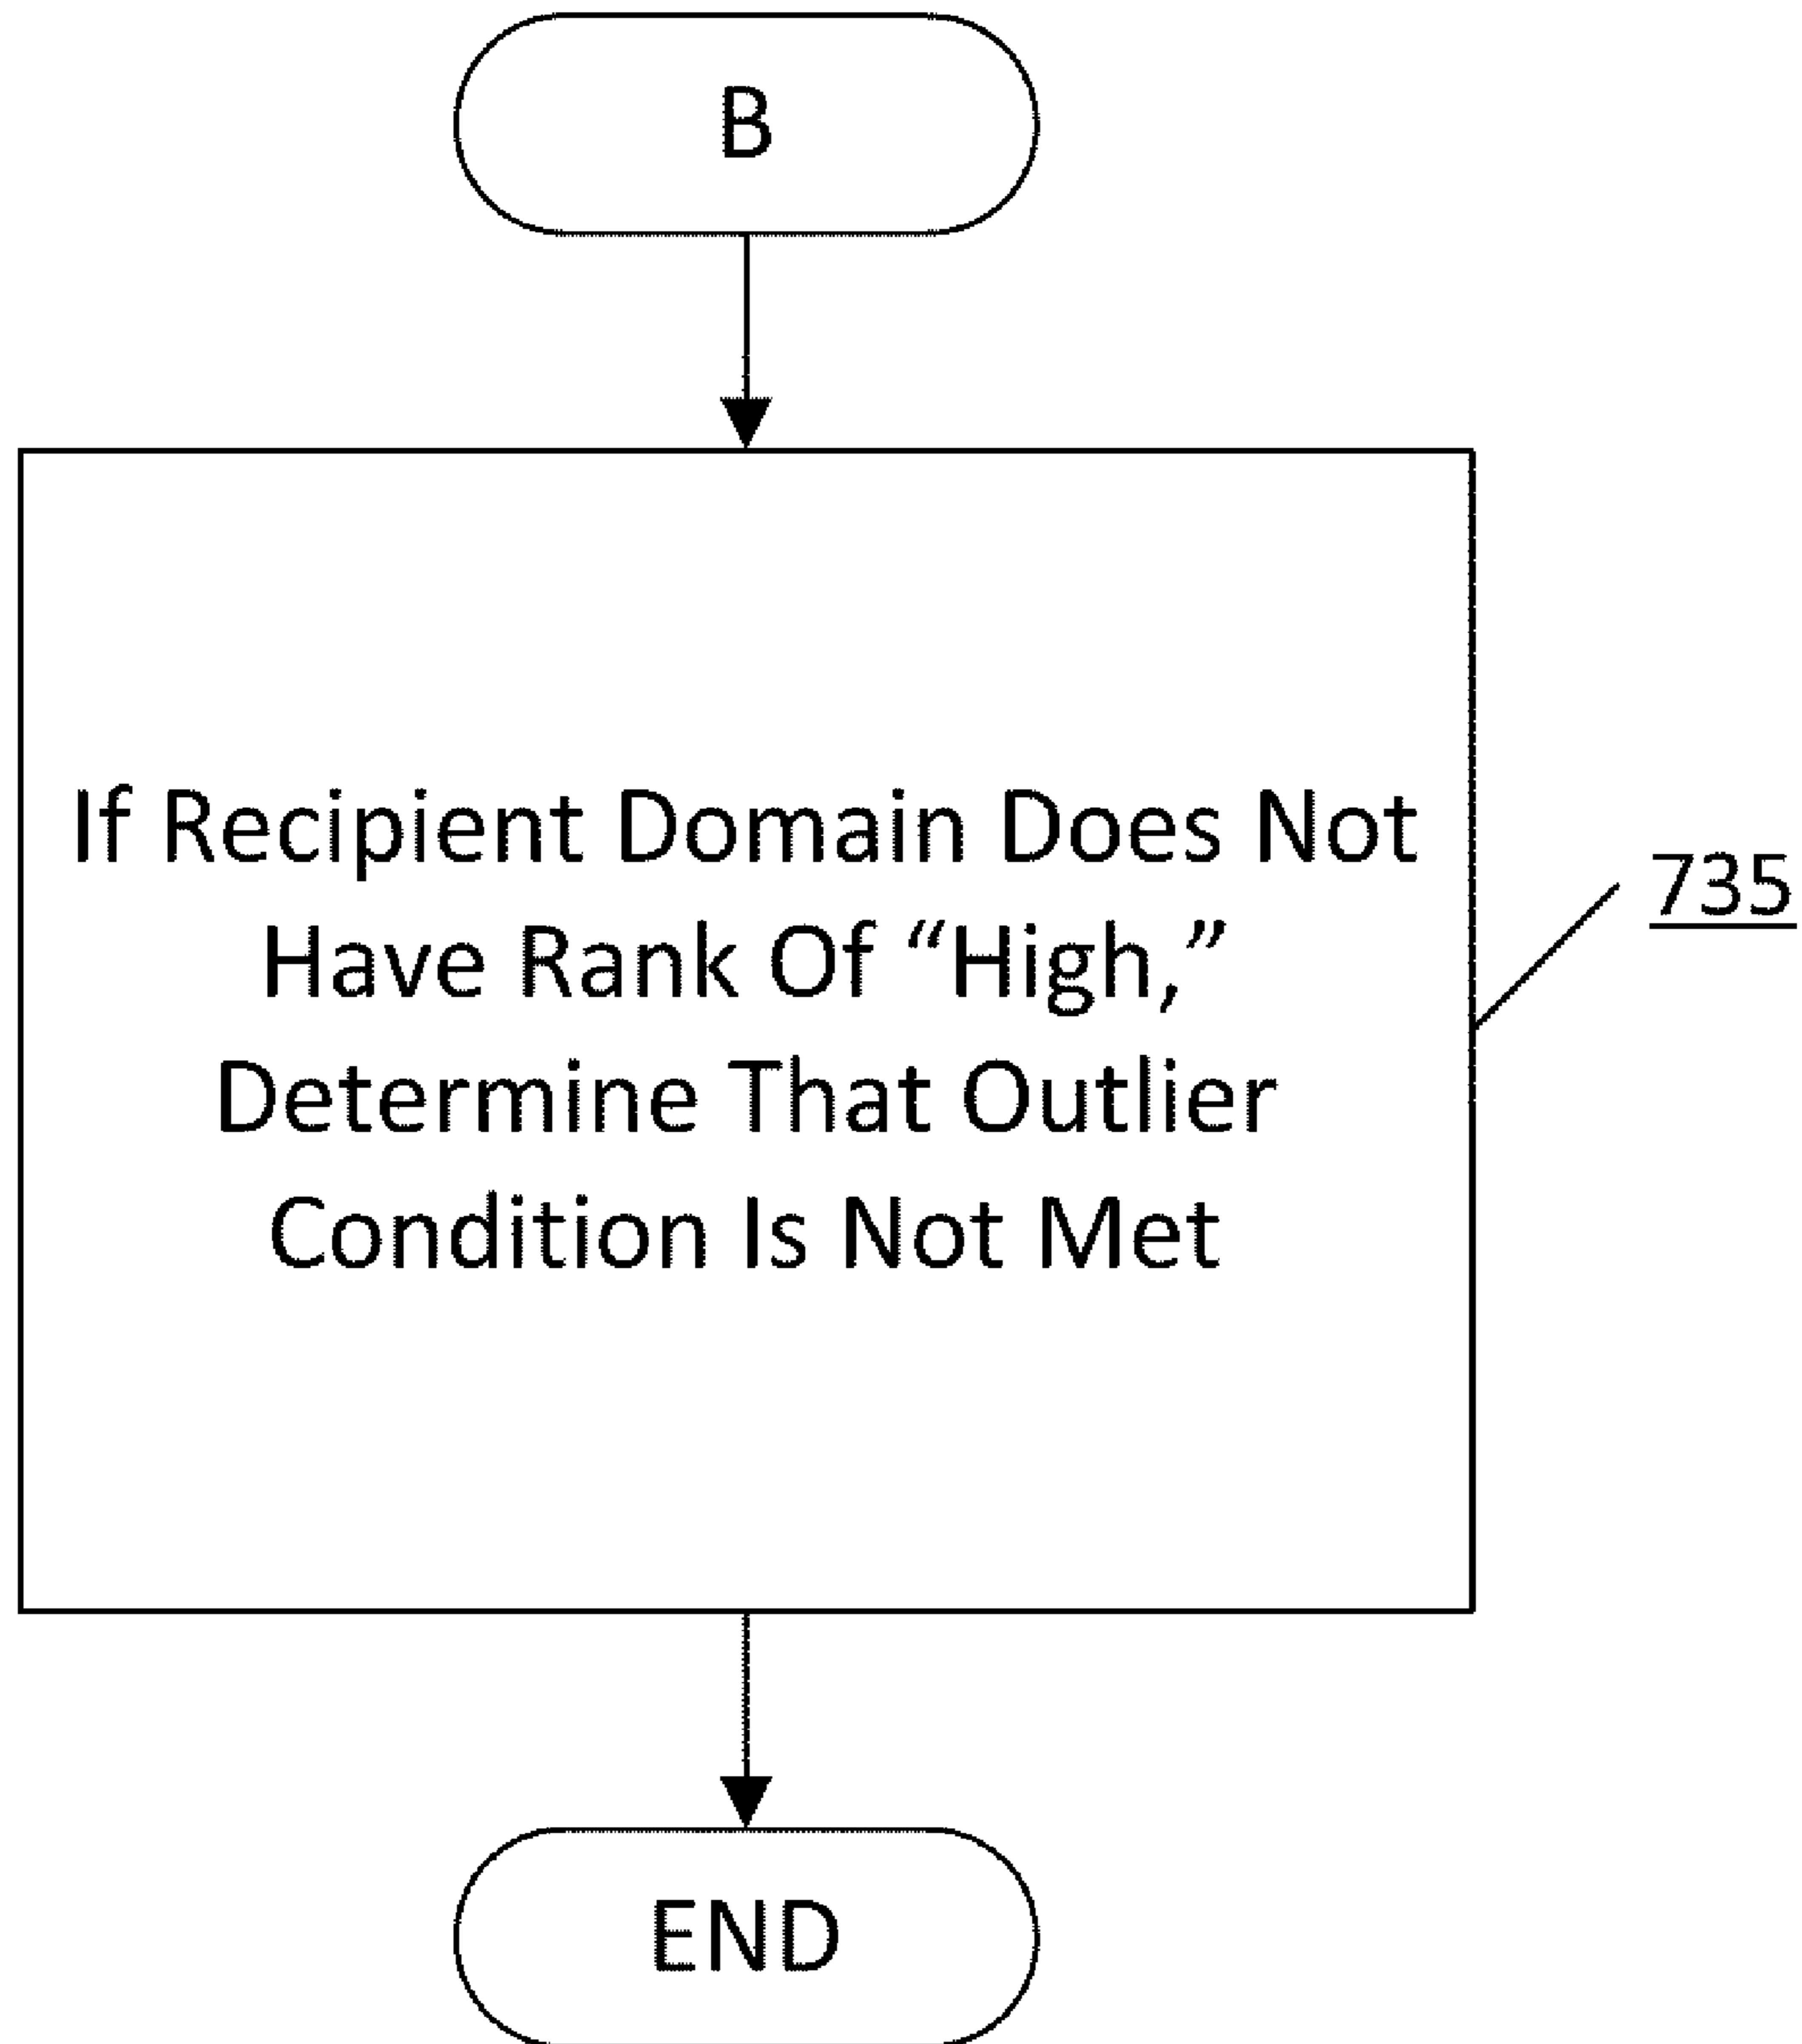 B
If Recipient Domain Does Not
Have Rank Of “High,”
Determine That Outlier
Condition Is Not Met
735
END